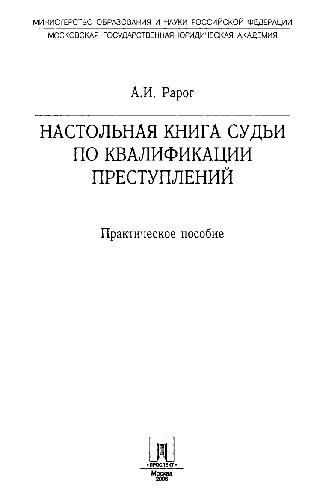 МИНИСТЕРСТВО ОБРАЗОВАНИЯ И НАУКИ РОССИЙСКОЙ ФЕДЕРАЦИИ
МОСКОВСКАЯ ГОСУДАРСТВЕННАЯ ЮРИДИЧЕСКАЯ АКАДЕМИЯ
А.И. Рарог
НАСТОЛЬНАЯ КНИГА СУДЬИ
ПО КВАЛИФИКАЦИИ
ПРЕСТУПЛЕНИЙ
Практическое пособие
•ПРОСПЕКТ•
Москва
2006